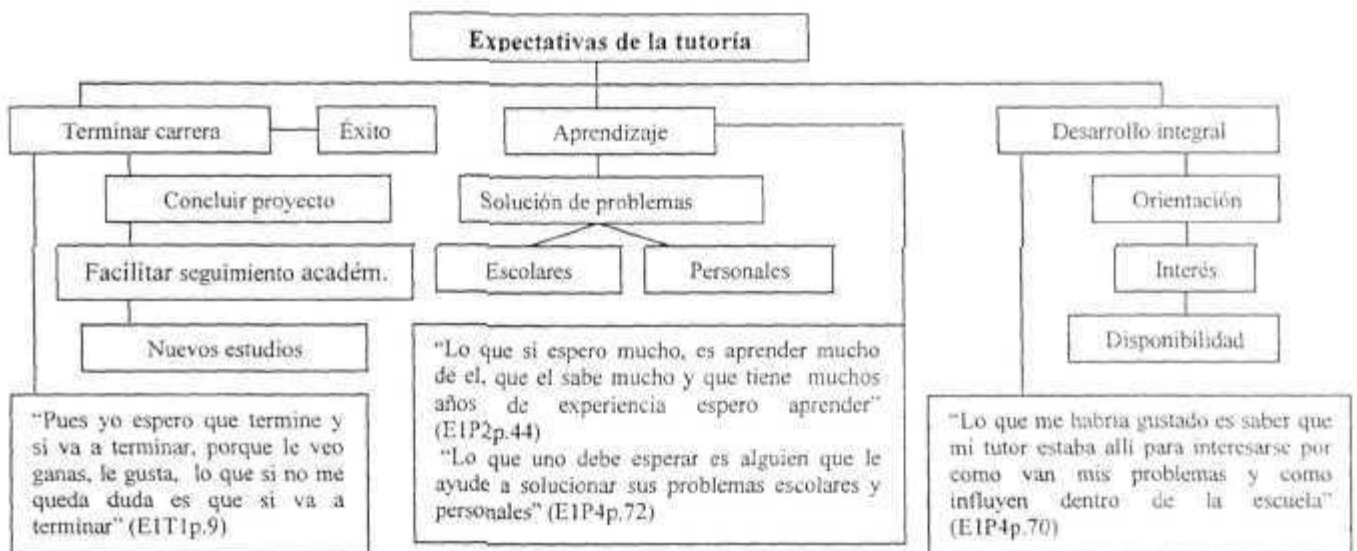 Expectativas de la tutoría
Terminar carrera
Éxito
Concluir proyecto
Facilitar seguimiento académ.
Nuevos estudios
“Pues yo espero que termine y
si va a terminar, porque le veo
ganas, le gusta, lo que si no me
queda duda es que si va a
terminar” (E1T1p.9)
Aprendizaje
Solución de problemas
Escolares
Personales
“Lo que si espero mucho, es aprender mucho
de el, que el sabe mucho y que tiene muchos
años de experiencia espero aprender”
(E1P2p.44)
“Lo que uno debe esperar es alguien que le
ayude a solucionar sus problemas escolares y
personales” (E1P4p.72)
Desarrollo integral
Orientación
Interés
Disponibilidad
“Lo que me habría gustado es saber que
mi tutor estaba allí para interesarse por
como van mis problemas y como
influyen dentro de la escuela”
(E1P4p.70)